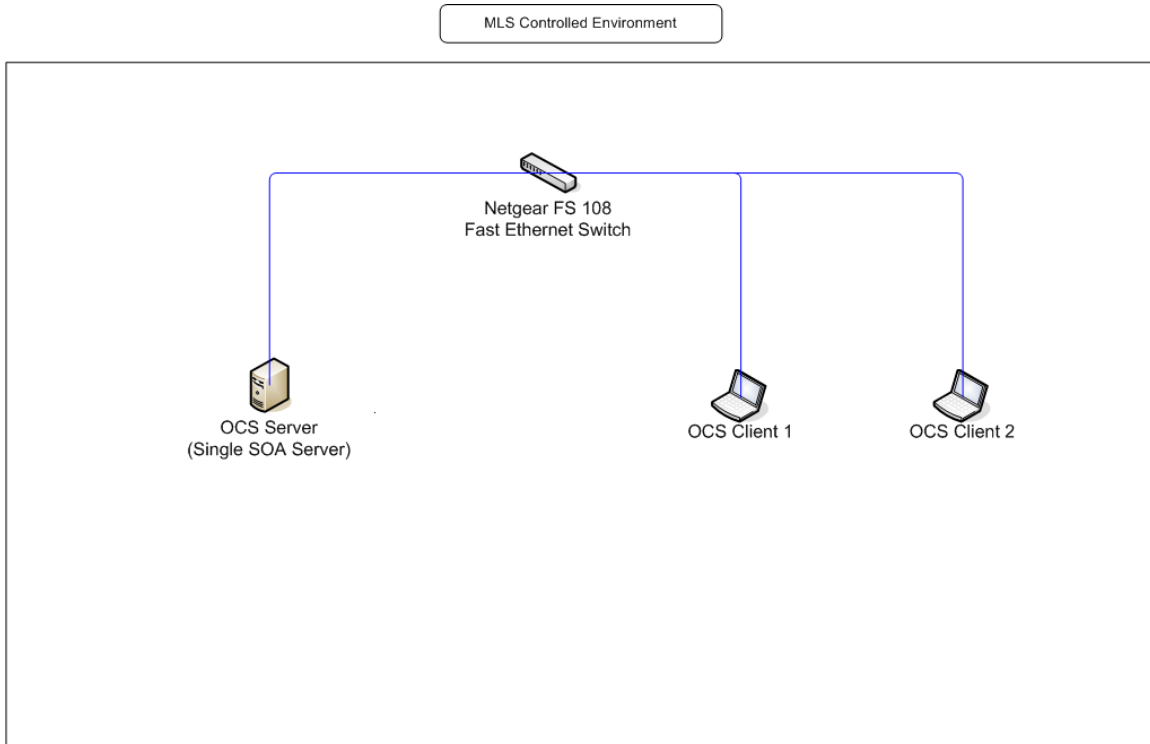 MLS Controlled Environment
Netgear FS 108
Fast Ethernet Switch
OCS Server
(Single SOA Server)
OCS Client 1
OCS Client 2